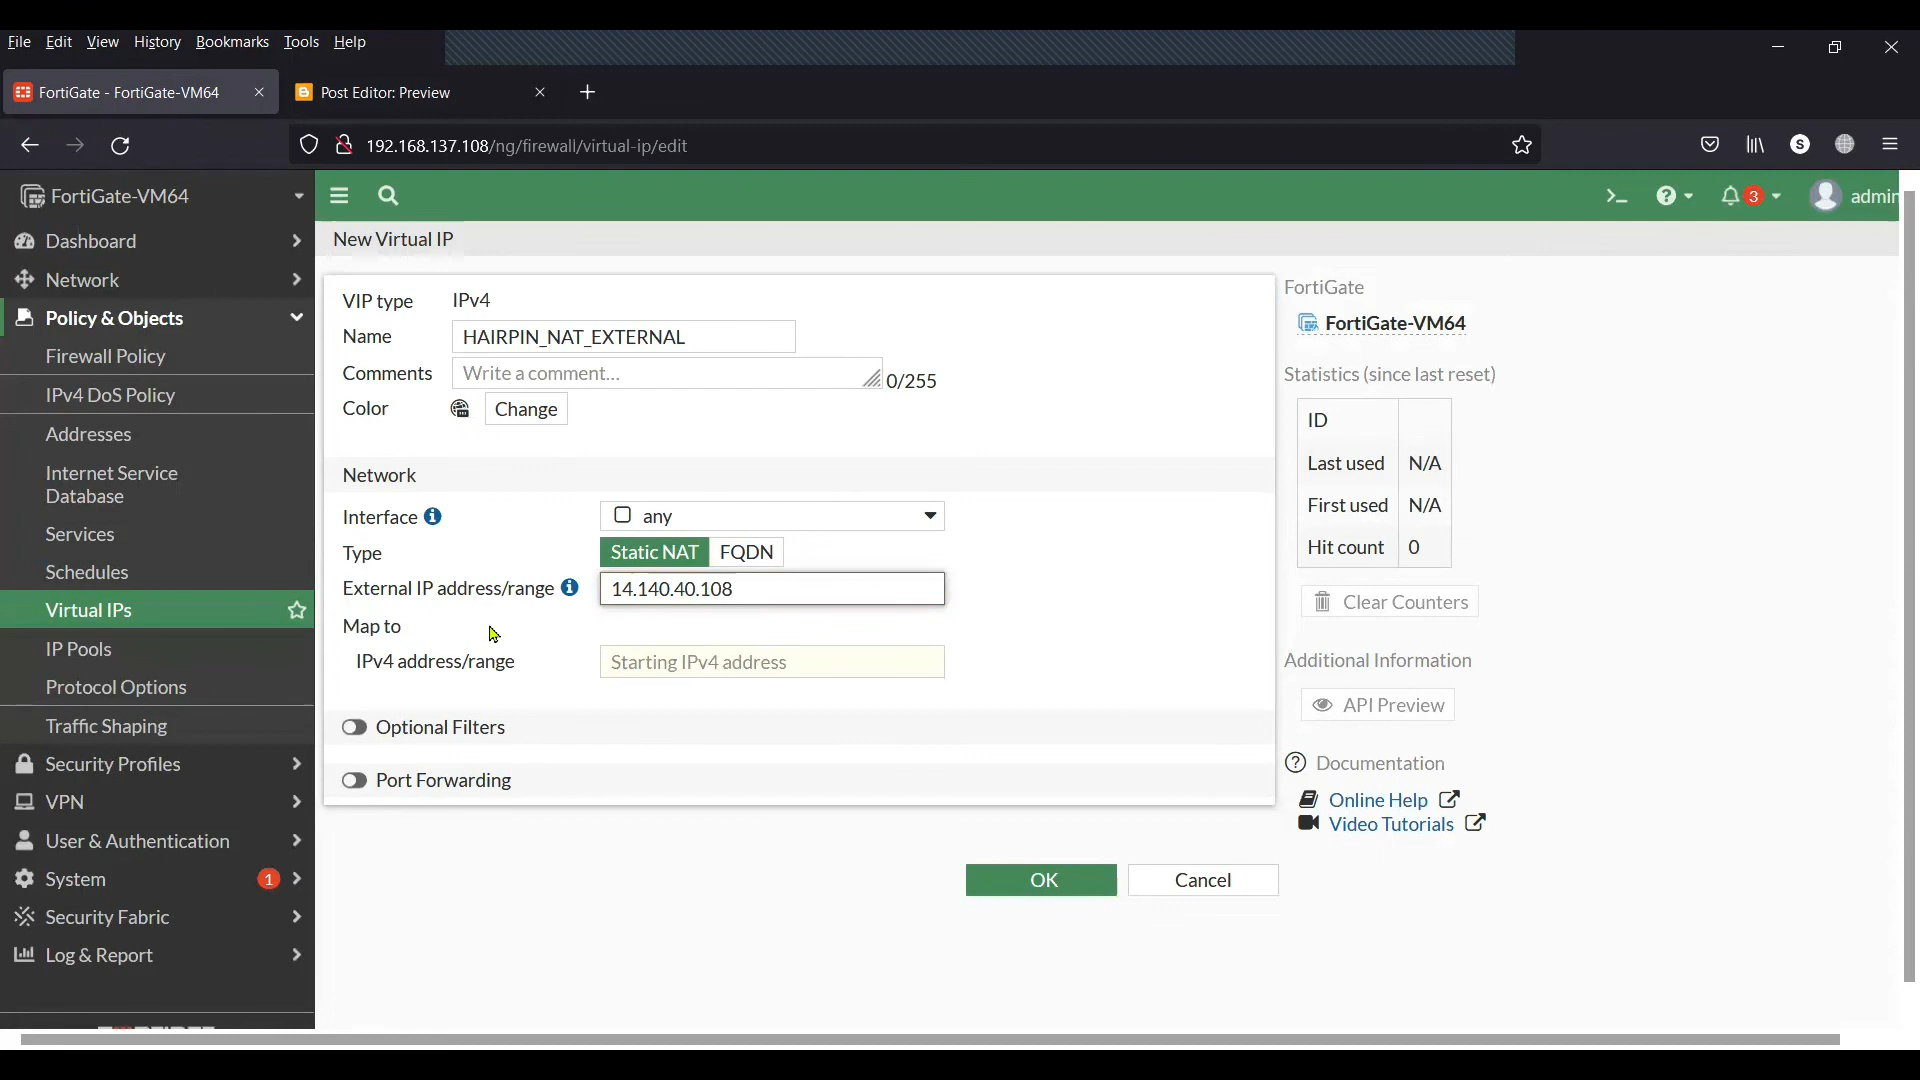 File Edit View History Bookmarks Tools Help
FortiGate - FortiGate-VM64
Post Editor: Preview
192.168.137.108/ng/firewall/virtual-ip/edit
S
FortiGate-VM64
3
admin
Dashboard
Network
Policy & Objects
Firewall Policy
IPv4 DoS Policy
Addresses
Internet Service
Database
Services
Schedules
Virtual IPs
IP Pools
Protocol Options
Traffic Shaping
Security Profiles
VPN
User & Authentication
System 1
Security Fabric
Log & Report
New Virtual IP
VIP type IPv4
Name HAIRPIN_NAT_EXTERNAL
Comments Write a comment... 0/255
Color Change
Network
Interface any
Type Static NAT FQDN
External IP address/range 14.140.40.108
Map to
IPv4 address/range Starting IPv4 address
Optional Filters
Port Forwarding
OK Cancel
FortiGate
FortiGate-VM64
Statistics (since last reset)
ID
Last used N/A
First used N/A
Hit count 0
Clear Counters
Additional Information
API Preview
Documentation
Online Help
Video Tutorials